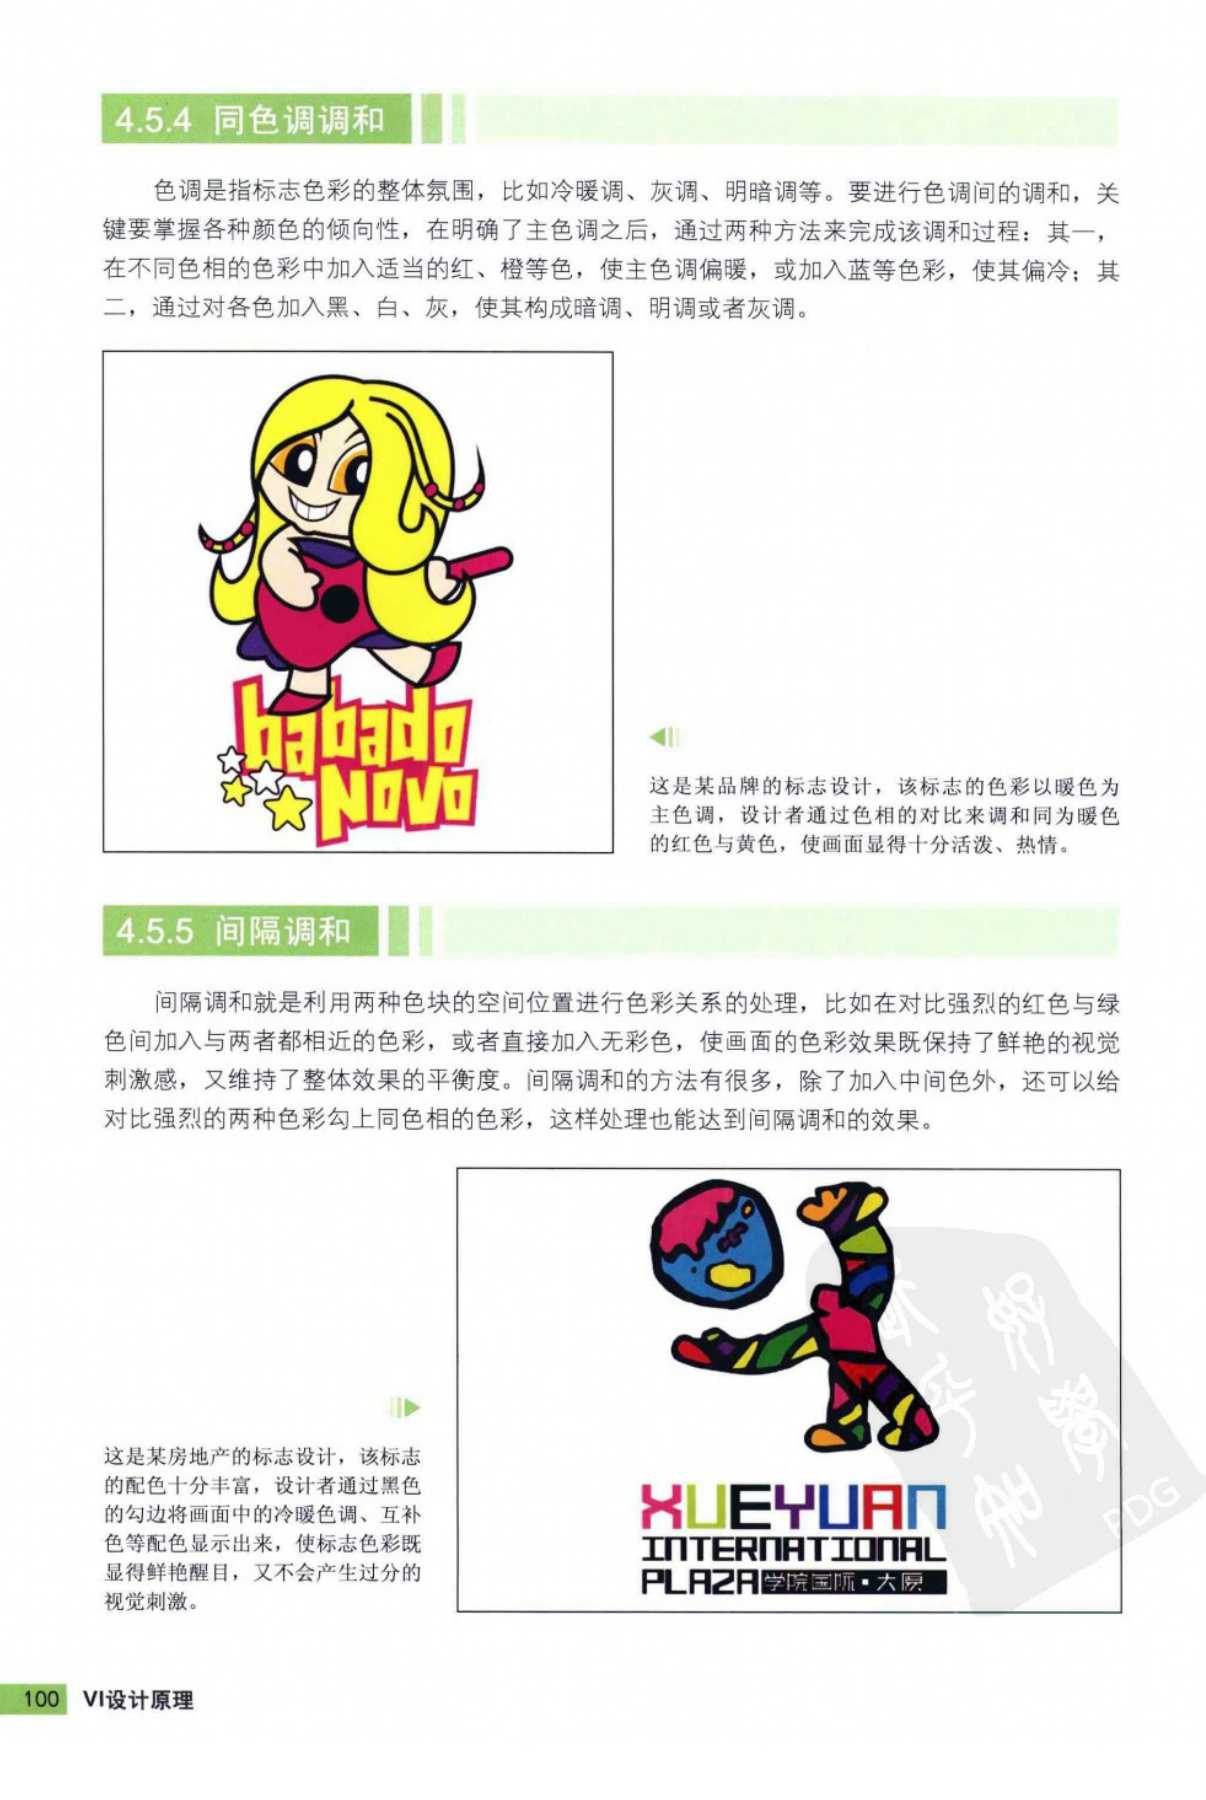 4.5.4 同色调调和
色调是指标志色彩的整体氛围，比如冷暖调、灰调、明暗调等。要进行色调间的调和，关
键要掌握各种颜色的倾向性，在明确了主色调之后，通过两种方法来完成该调和过程：其一，
在不同色相的色彩中加入适当的红、橙等色，使主色调偏暖，或加入蓝等色彩，使其偏冷；其
二，通过对各色加入黑、白、灰，使其构成暗调、明调或者灰调。
babado
NOVO
这是某品牌的标志设计，该标志的色彩以暖色为
主色调，设计者通过色相的对比来调和同为暖色
的红色与黄色，使画面显得十分活泼、热情。
4.5.5 间隔调和
间隔调和就是利用两种色块的空间位置进行色彩关系的处理，比如在对比强烈的红色与绿
色间加入与两者都相近的色彩，或者直接加入无彩色，使画面的色彩效果既保持了鲜艳的视觉
刺激感，又维持了整体效果的平衡度。间隔调和的方法有很多，除了加入中间色外，还可以给
对比强烈的两种色彩勾上同色相的色彩，这样处理也能达到间隔调和的效果。
这是某房地产的标志设计，该标志
的配色十分丰富，设计者通过黑色
的勾边将画面中的冷暖色调、互补
色等配色显示出来，使标志色彩既
显得鲜艳醒目，又不会产生过分的
视觉刺激。
XUEYUAN
INTERNATIONAL
PLAZA 学院国际·大原
PDG
100 VI设计原理